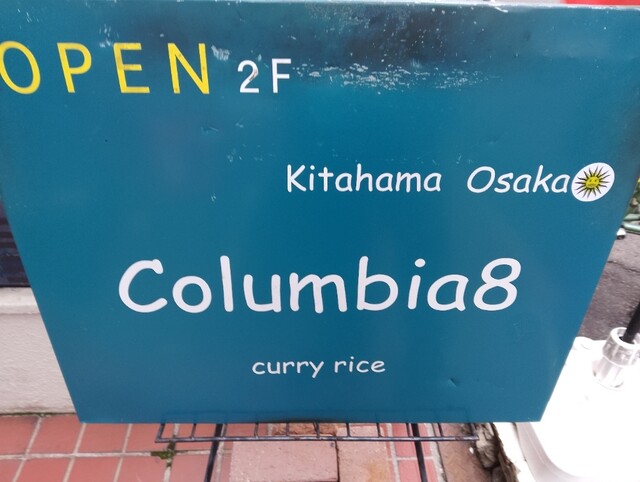 OPEN 2F
Kitahama Osaka
Columbia8
curry rice